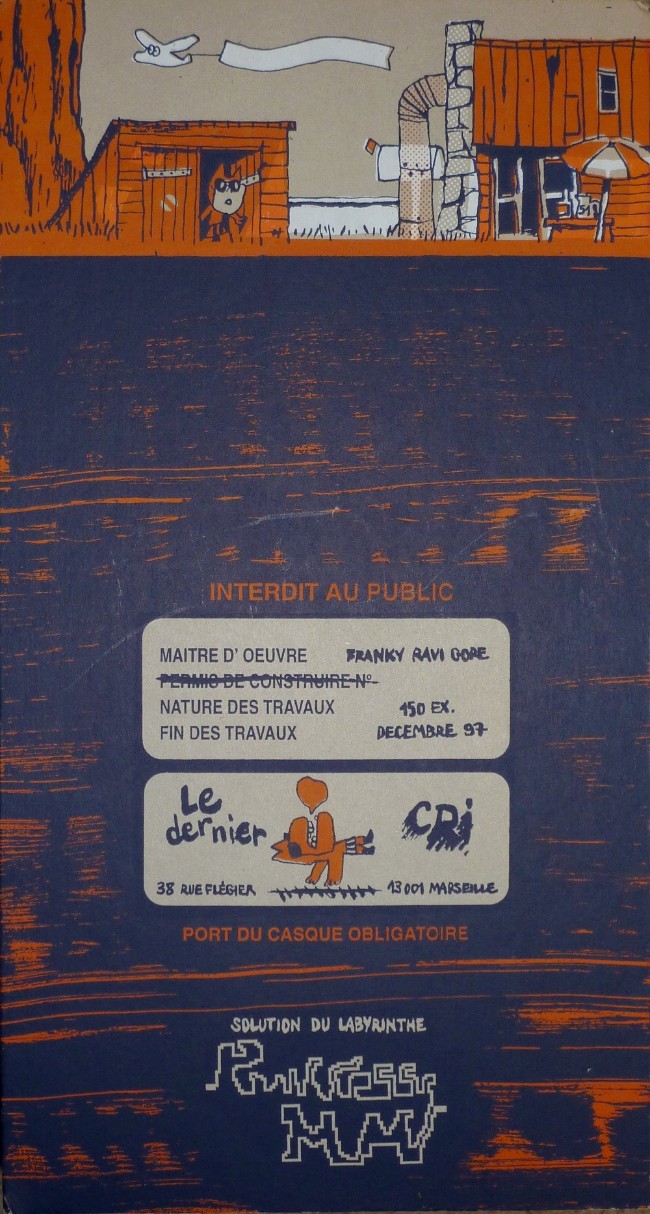 INTERDIT AU PUBLIC
MAITRE D' OEUVRE FRANKY RAVI GORE
PERMIS DE CONSTRUIRE N°
NATURE DES TRAVAUX 150 EX.
FIN DES TRAVAUX DECEMBRE 97
Le dernier CRi
38 RUE FLÉGIER 13001 MARSEILLE
PORT DU CASQUE OBLIGATOIRE
SOLUTION DU LABYRINTHE